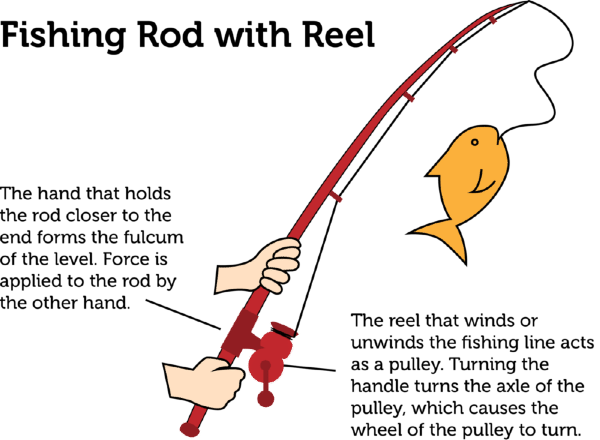 Fishing Rod with Reel
The hand that holds
the rod closer to the
end forms the fulcum
of the level. Force is
applied to the rod by
the other hand.
The reel that winds or
unwinds the fishing line acts
as a pulley. Turning the
handle turns the axle of the
pulley, which causes the
wheel of the pulley to turn.